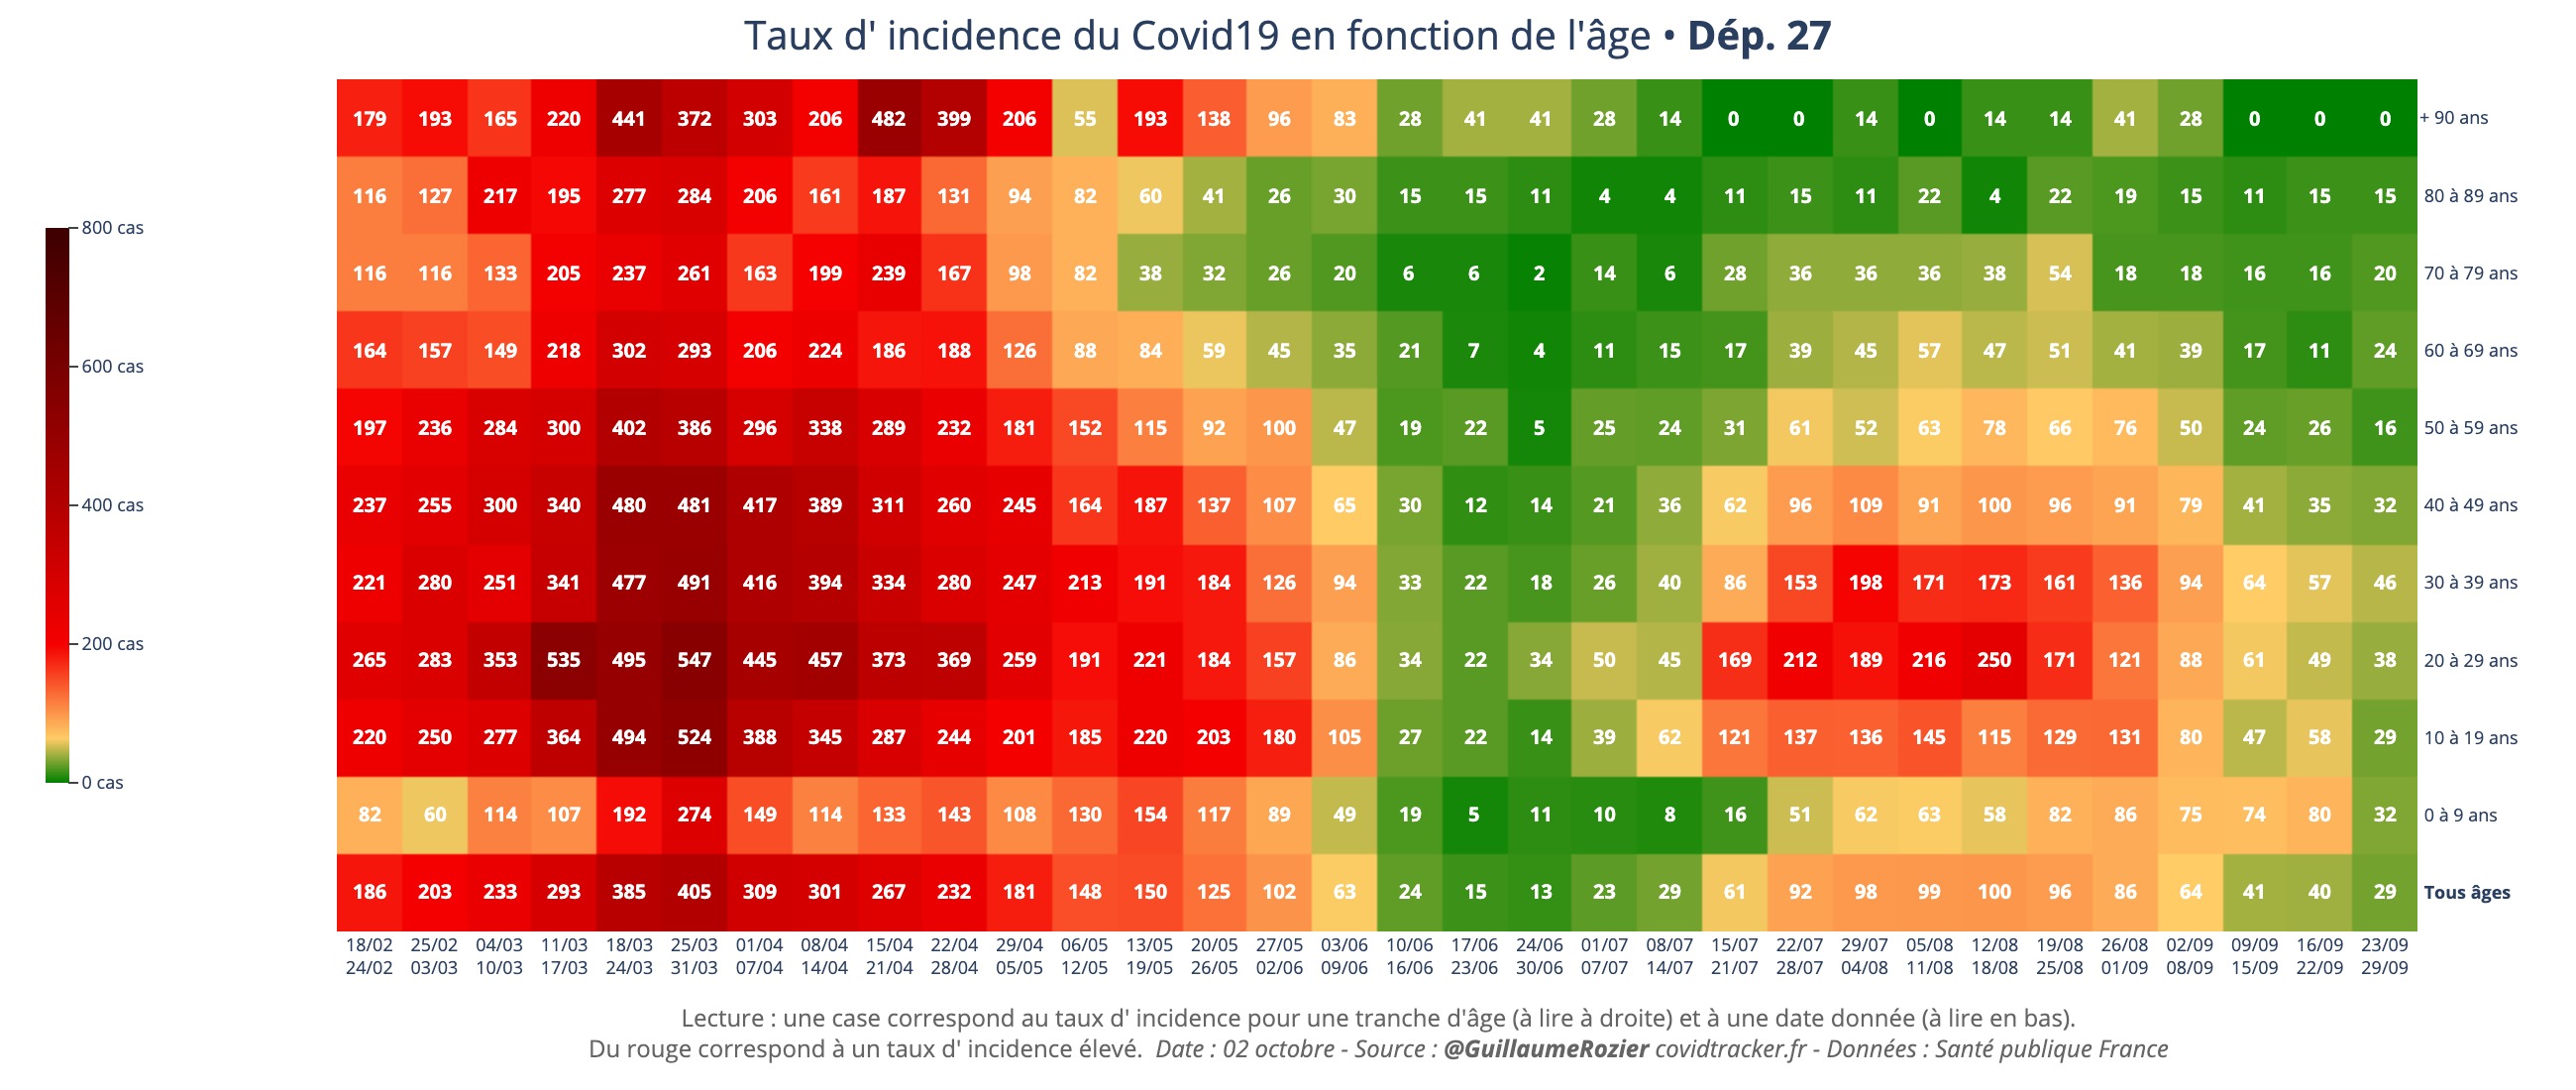 Taux d' incidence du Covid19 en fonction de l'âge • Dép. 27
179 193 165 220 441 372 303 206 482 399 206 55 193 138 96 83 28 41 41 28 14 0 0 14 0 14 14 41 28 0 0 0 + 90 ans
116 127 217 195 277 284 206 161 187 131 94 82 60 41 26 30 15 15 11 4 4 11 15 11 22 4 22 19 15 11 15 15 80 à 89 ans
800 cas
116 116 133 205 237 261 163 199 239 167 98 82 38 32 26 20 6 6 2 14 6 28 36 36 36 38 54 18 18 16 16 20 70 à 79 ans
164 157 149 218 302 293 206 224 186 188 126 88 84 59 45 35 21 7 4 11 15 17 39 45 57 47 51 41 39 17 11 24 60 à 69 ans
600 cas
197 236 284 300 402 386 296 338 289 232 181 152 115 92 100 47 19 22 5 25 24 31 61 52 63 78 66 76 50 24 26 16 50 à 59 ans
400 cas
237 255 300 340 480 481 417 389 311 260 245 164 187 137 107 65 30 12 14 21 36 62 96 109 91 100 96 91 79 41 35 32 40 à 49 ans
221 280 251 341 477 491 416 394 334 280 247 213 191 184 126 94 33 22 18 26 40 86 153 198 171 173 161 136 94 64 57 46 30 à 39 ans
200 cas
265 283 353 535 495 547 445 457 373 369 259 191 221 184 157 86 34 22 34 50 45 169 212 189 216 250 171 121 88 61 49 38 20 à 29 ans
220 250 277 364 494 524 388 345 287 244 201 185 220 203 180 105 27 22 14 39 62 121 137 136 145 115 129 131 80 47 58 29 10 à 19 ans
0 cas
82 60 114 107 192 274 149 114 133 143 108 130 154 117 89 49 19 5 11 10 8 16 51 62 63 58 82 86 75 74 80 32 0 à 9 ans
186 203 233 293 385 405 309 301 267 232 181 148 150 125 102 63 24 15 13 23 29 61 92 98 99 100 96 86 64 41 40 29 Tous âges
18/02 25/02 04/03 11/03 18/03 25/03 01/04 08/04 15/04 22/04 29/04 06/05 13/05 20/05 27/05 03/06 10/06 17/06 24/06 01/07 08/07 15/07 22/07 29/07 05/08 12/08 19/08 26/08 02/09 09/09 16/09 23/09
24/02 03/03 10/03 17/03 24/03 31/03 07/04 14/04 21/04 28/04 05/05 12/05 19/05 26/05 02/06 09/06 16/06 23/06 30/06 07/07 14/07 21/07 28/07 04/08 11/08 18/08 25/08 01/09 08/09 15/09 22/09 29/09
Lecture : une case correspond au taux d' incidence pour une tranche d'âge (à lire à droite) et à une date donnée (à lire en bas).
Du rouge correspond à un taux d' incidence élevé. Date : 02 octobre - Source : @GuillaumeRozier covidtracker.fr - Données : Santé publique France